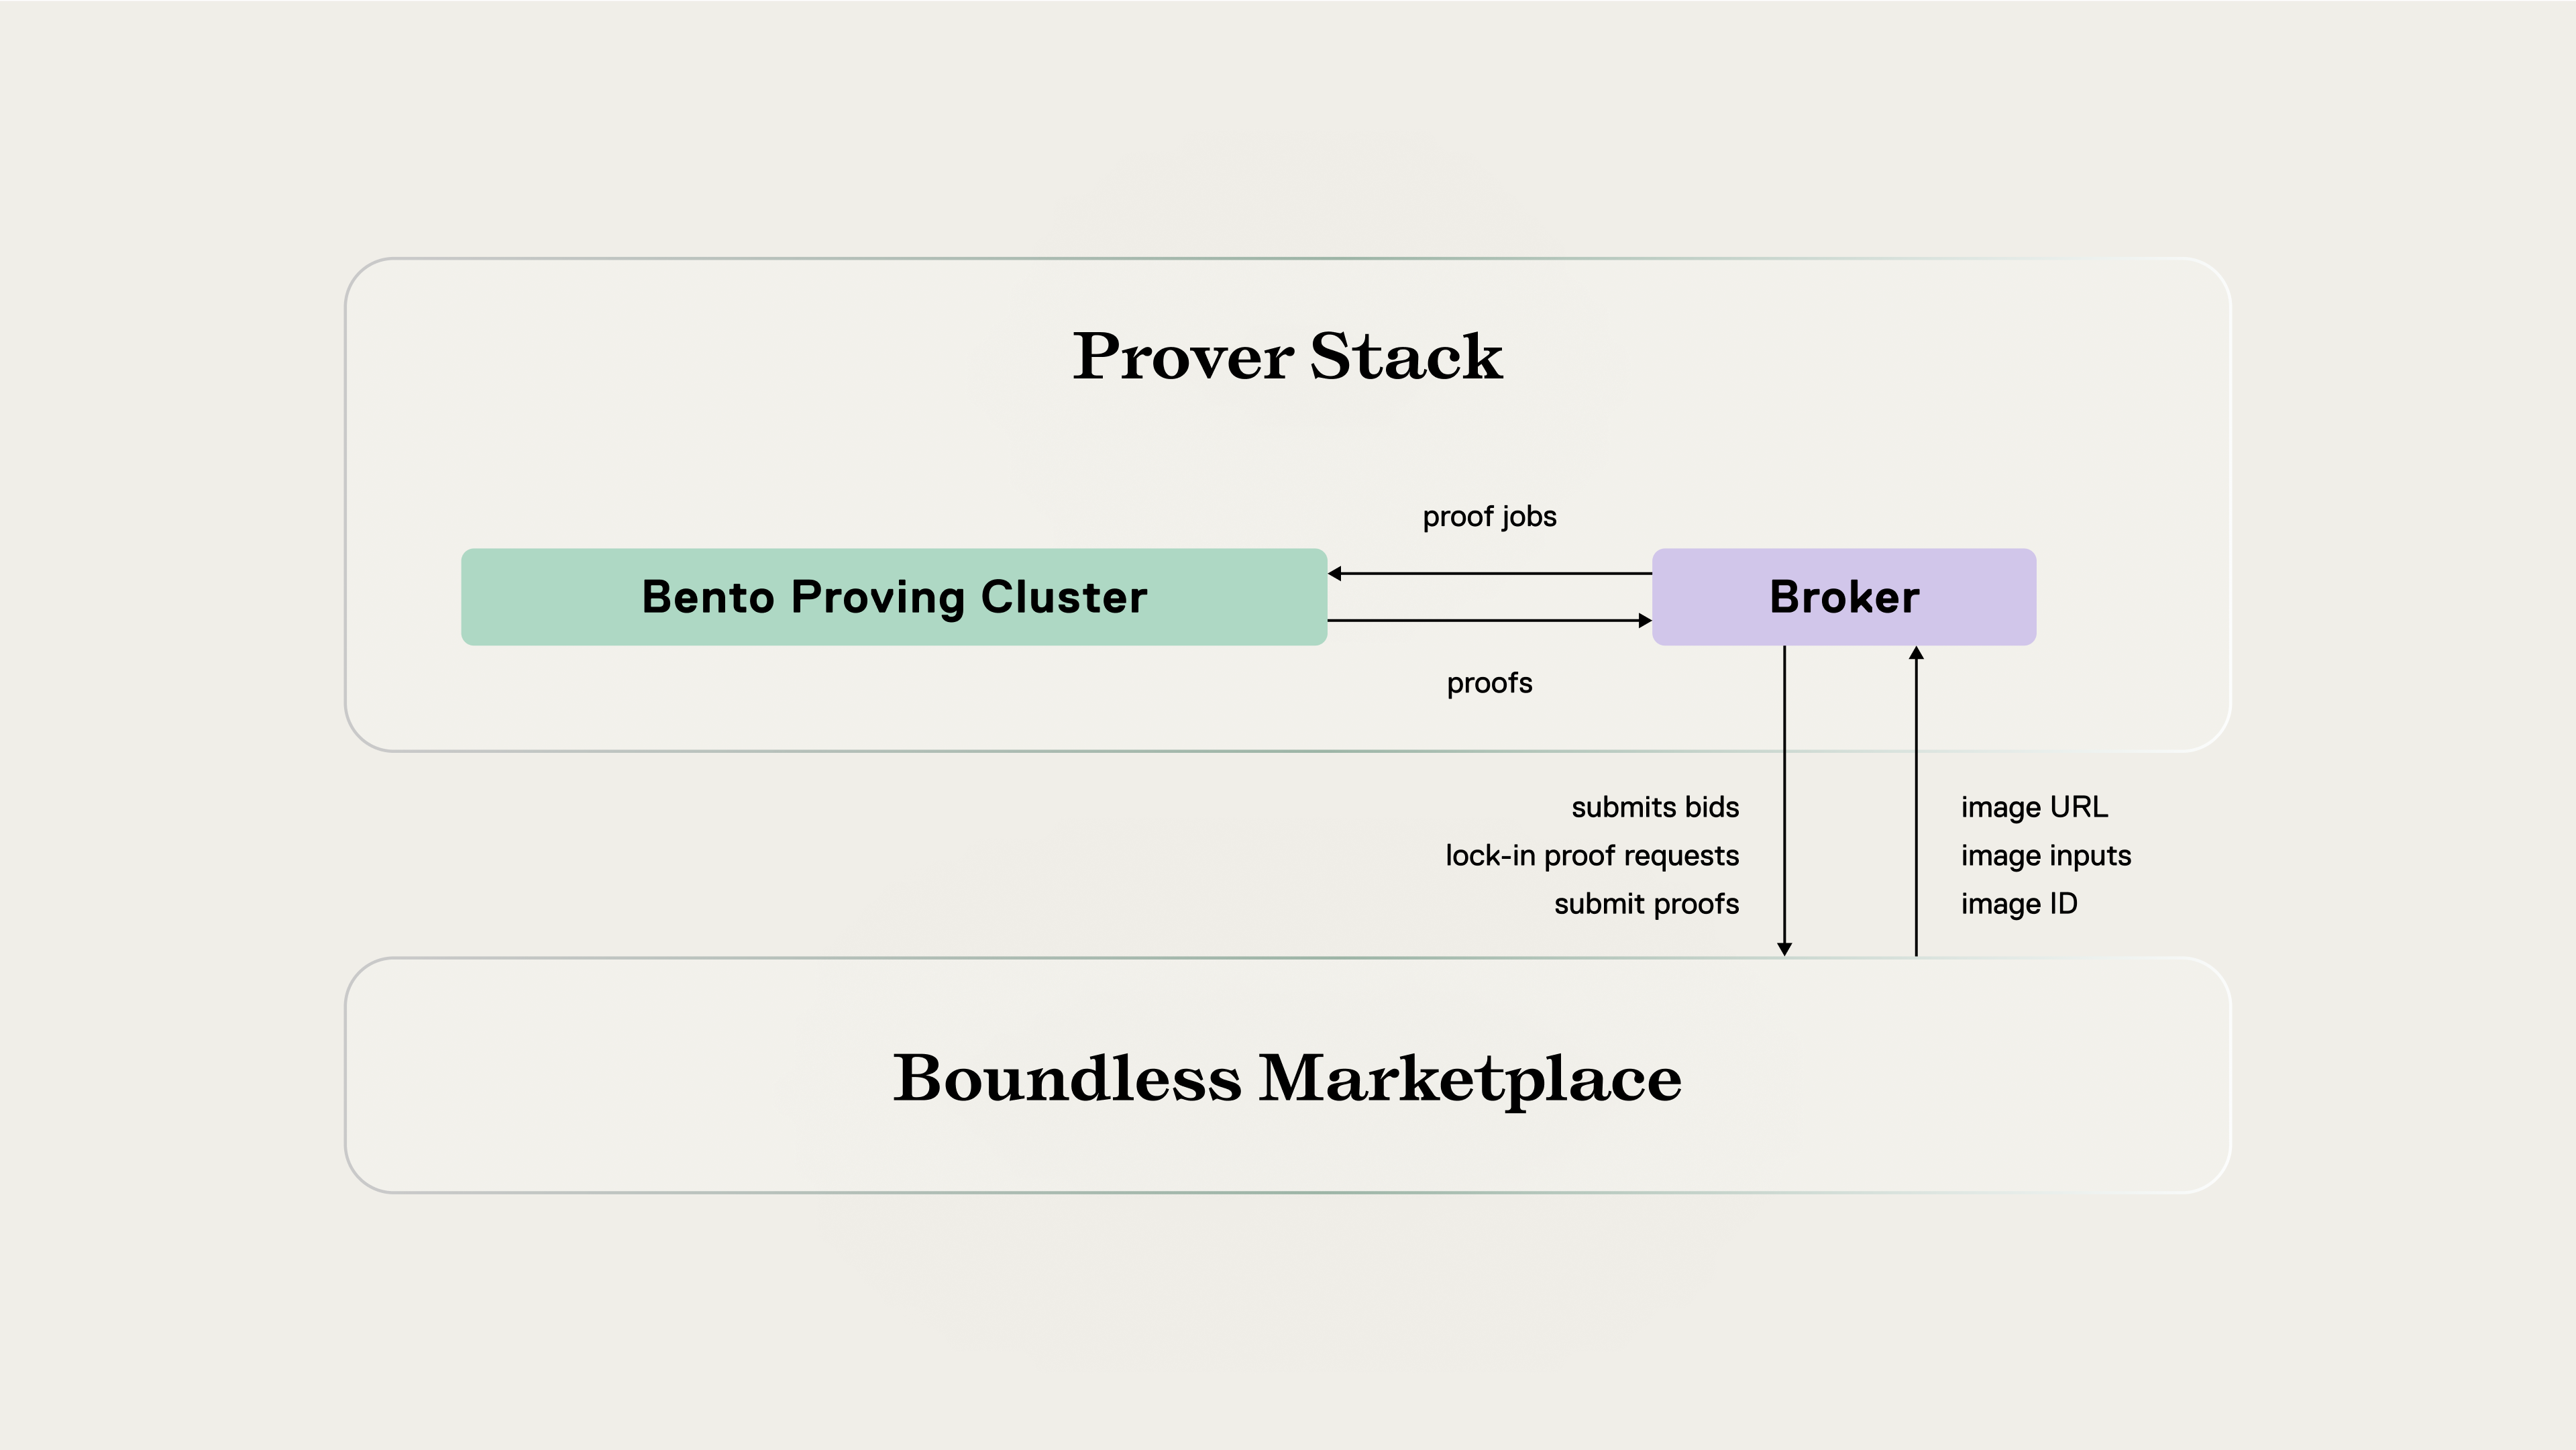 Prover Stack
proof jobs
Bento Proving Cluster
Broker
proofs
submits bids
lock-in proof requests
submit proofs
image URL
image inputs
image ID
Boundless Marketplace